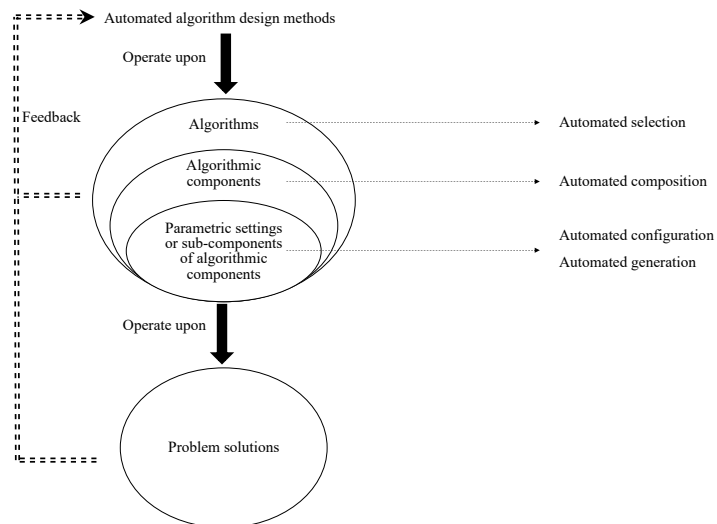 Automated algorithm design methods
Operate upon
Feedback
Algorithms
Automated selection
Algorithmic
components
Automated composition
Parametric settings
or sub-components
of algorithmic
components
Automated configuration
Automated generation
Operate upon
Problem solutions